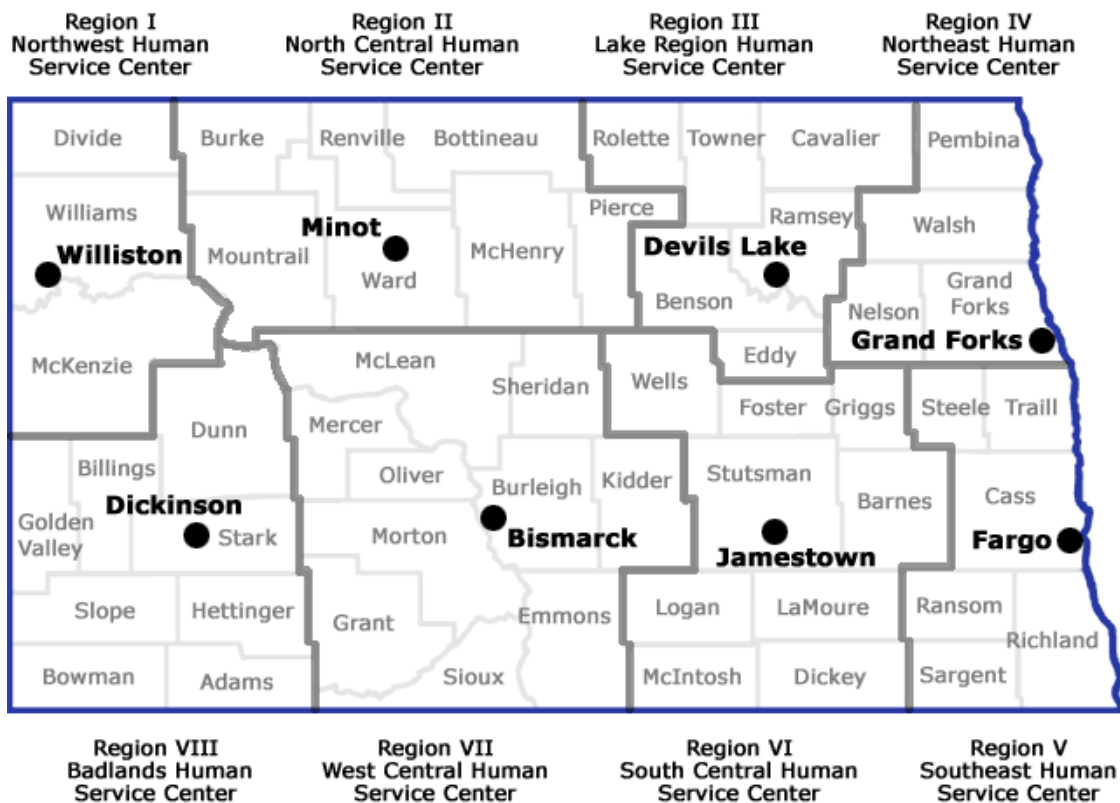 Region I
Northwest Human
Service Center
Region II
North Central Human
Service Center
Region III
Lake Region Human
Service Center
Region IV
Northeast Human
Service Center
Divide
Burke
Renville
Bottineau
Rolette
Towner
Cavalier
Pembina
Williams
Pierce
Ramsey
Walsh
Williston
Minot
Mountrail
Ward
McHenry
Devils Lake
Benson
Nelson
Grand
Forks
Grand Forks
McKenzie
McLean
Sheridan
Wells
Eddy
Foster
Griggs
Steele
Traill
Dunn
Mercer
Billings
Oliver
Burleigh
Kidder
Stutsman
Barnes
Cass
Golden
Valley
Dickinson
Stark
Morton
Bismarck
Jamestown
Fargo
Slope
Hettinger
Grant
Emmons
Logan
LaMoure
Ransom
Richland
Bowman
Adams
Sioux
McIntosh
Dickey
Sargent
Region VIII
Badlands Human
Service Center
Region VII
West Central Human
Service Center
Region VI
South Central Human
Service Center
Region V
Southeast Human
Service Center